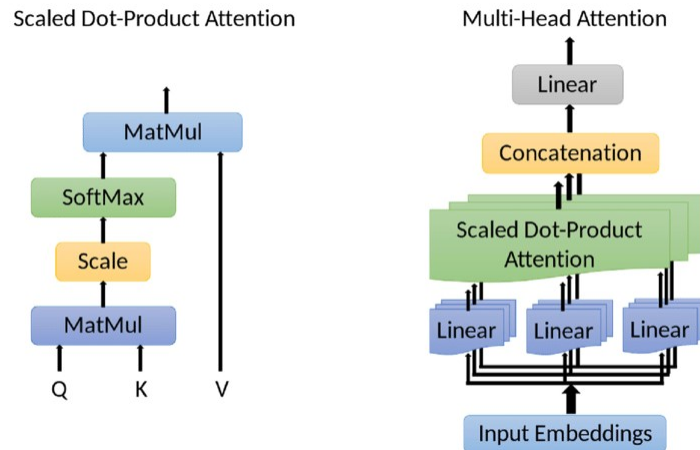 Scaled Dot-Product Attention
MatMul
SoftMax
Scale
MatMul
Q K V
Multi-Head Attention
Linear
Concatenation
Scaled Dot-Product
Attention
Linear Linear Linear
Input Embeddings